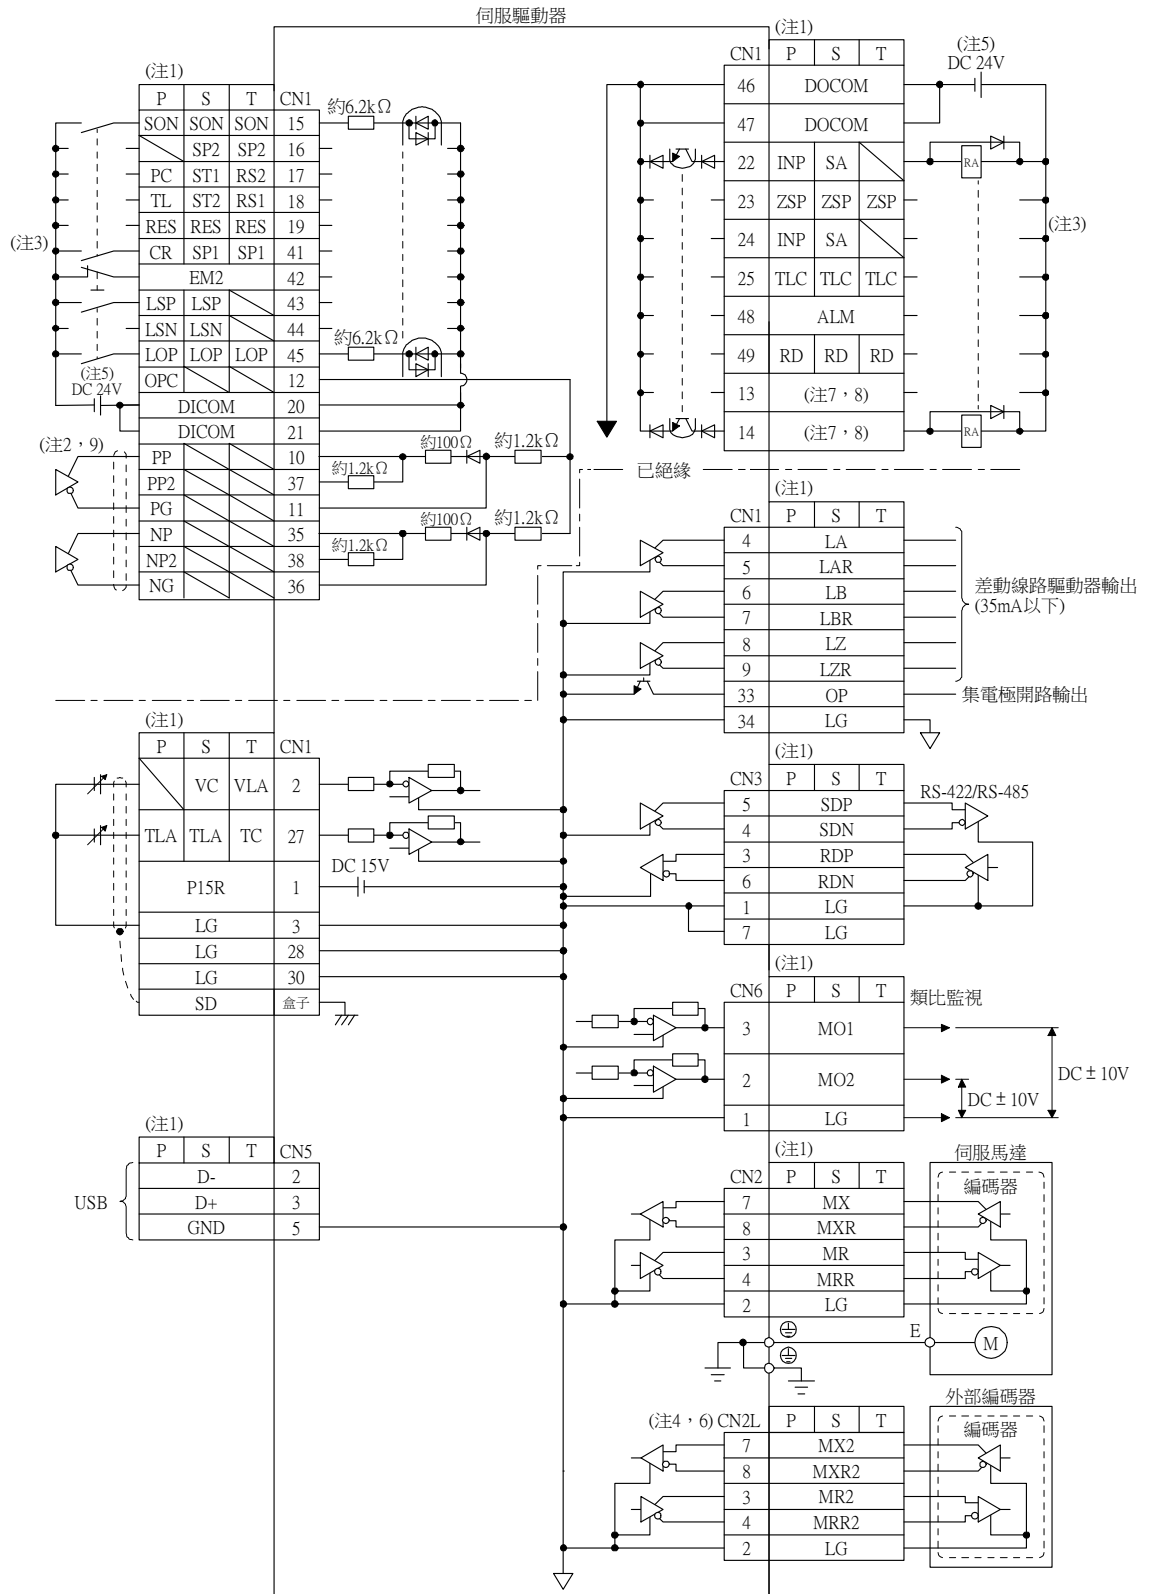 伺服驅動器
(注1)
P S T CN1
SON SON SON 15 約6.2kΩ
SP2 SP2 16
PC ST1 RS2 17
TL ST2 RS1 18
RES RES RES 19
(注3)
CR SP1 SP1 41
EM2 42
LSP LSP 43
LSN LSN 44
LOP LOP LOP 45 約6.2kΩ
(注5)
DC 24V
OPC 12
DICOM 20
DICOM 21
(注2，9)
PP 10 約100Ω 約1.2kΩ
PP2 37 約1.2kΩ
PG 11
NP 35 約100Ω 約1.2kΩ
NP2 38 約1.2kΩ
NG 36
(注1)
CN1 P S T
(注5)
DC 24V
46 DOCOM
47 DOCOM
22 INP SA RA
23 ZSP ZSP ZSP
(注3)
24 INP SA
25 TLC TLC TLC
48 ALM
49 RD RD RD
13 (注7，8)
14 (注7，8) RA
已絕緣
(注1)
CN1 P S T
4 LA
5 LAR
6 LB
7 LBR
8 LZ
9 LZR
差動線路驅動器輸出
(35mA以下)
33 OP 集電極開路輸出
34 LG
(注1)
P S T CN1
VC VLA 2
TLA TLA TC 27
P15R 1 DC 15V
LG 3
LG 28
LG 30
SD 盒子
(注1)
CN3 P S T
5 SDP RS-422/RS-485
4 SDN
3 RDP
6 RDN
1 LG
7 LG
(注1)
CN6 P S T 類比監視
3 MO1
2 MO2
1 LG
DC ± 10V
DC ± 10V
(注1)
P S T CN5
USB
D- 2
D+ 3
GND 5
(注1)
CN2 P S T
伺服馬達
編碼器
7 MX
8 MXR
3 MR
4 MRR
2 LG
E
M
外部編碼器
(注4，6) CN2L P S T
編碼器
7 MX2
8 MXR2
3 MR2
4 MRR2
2 LG